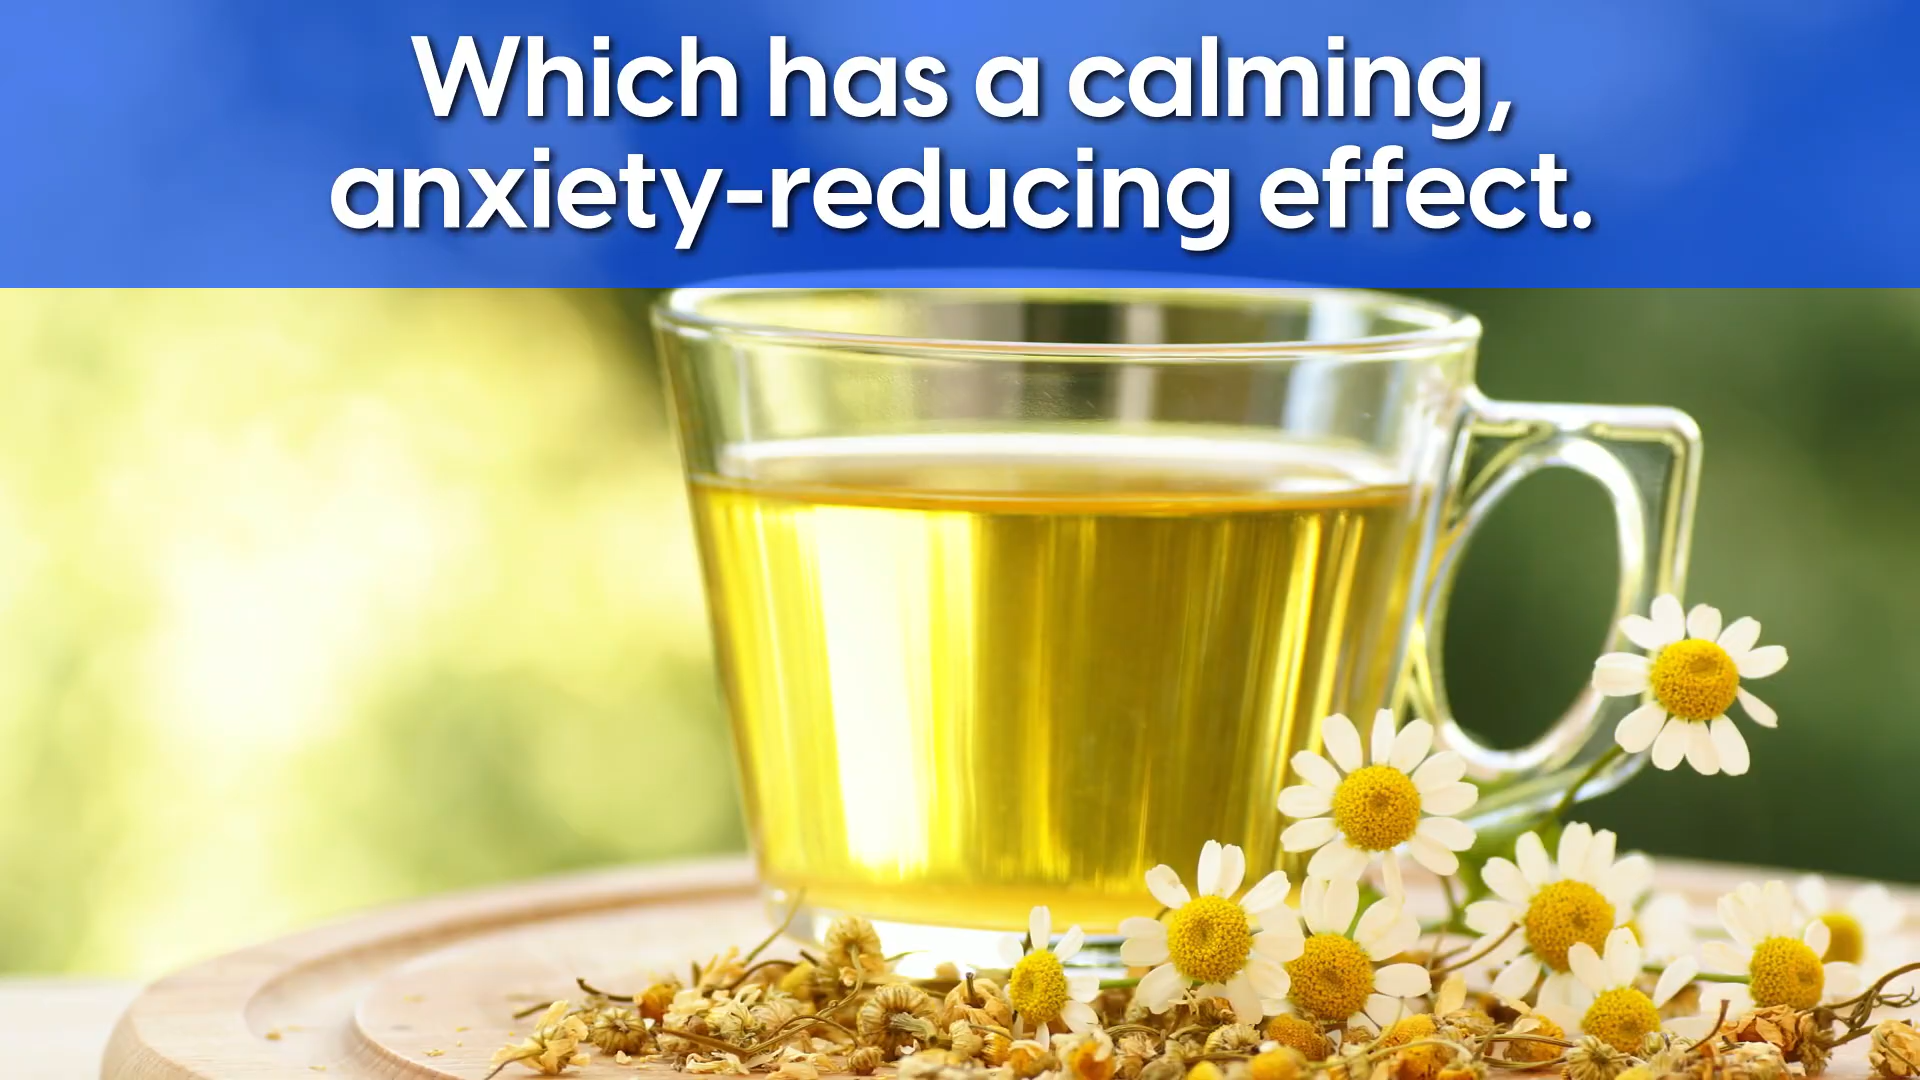 Which has a calming,
anxiety-reducing effect.